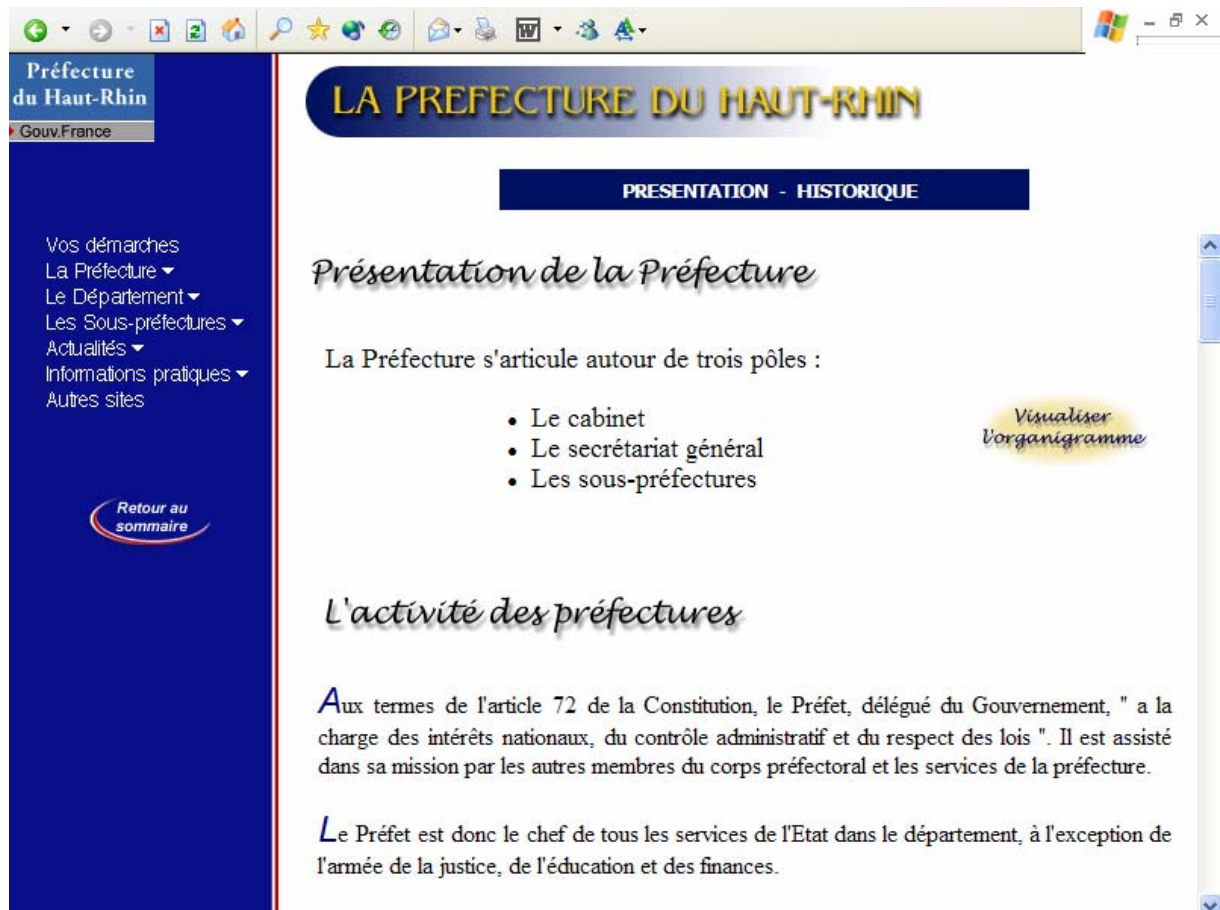 Préfecture
du Haut-Rhin
Gouv.France
Vos démarches
La Préfecture
Le Département
Les Sous-préfectures
Actualités
Informations pratiques
Autres sites
Retour au
sommaire
LA PREFECTURE DU HAUT-RHIN
PRESENTATION - HISTORIQUE
Présentation de la Préfecture
La Préfecture s'articule autour de trois pôles :
• Le cabinet
• Le secrétariat général
• Les sous-préfectures
Visualiser
l'organigramme
L'activité des préfectures
Aux termes de l'article 72 de la Constitution, le Préfet, délégué du Gouvernement, " a la
charge des intérêts nationaux, du contrôle administratif et du respect des lois ". Il est assisté
dans sa mission par les autres membres du corps préfectoral et les services de la préfecture.
Le Préfet est donc le chef de tous les services de l'Etat dans le département, à l'exception de
l'armée de la justice, de l'éducation et des finances.